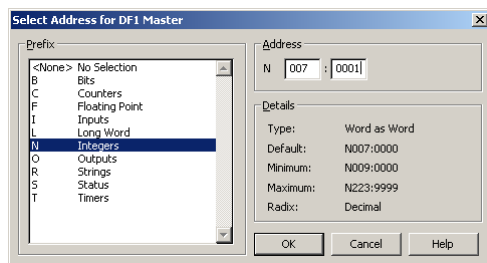 Select Address for DF1 Master
Prefix
<None> No Selection
B Bits
C Counters
F Floating Point
I Inputs
L Long Word
N Integers
O Outputs
R Strings
S Status
T Timers
Address
N 007 : 0001
Details
Type: Word as Word
Default: N007:0000
Minimum: N009:0000
Maximum: N223:9999
Radix: Decimal
OK Cancel Help